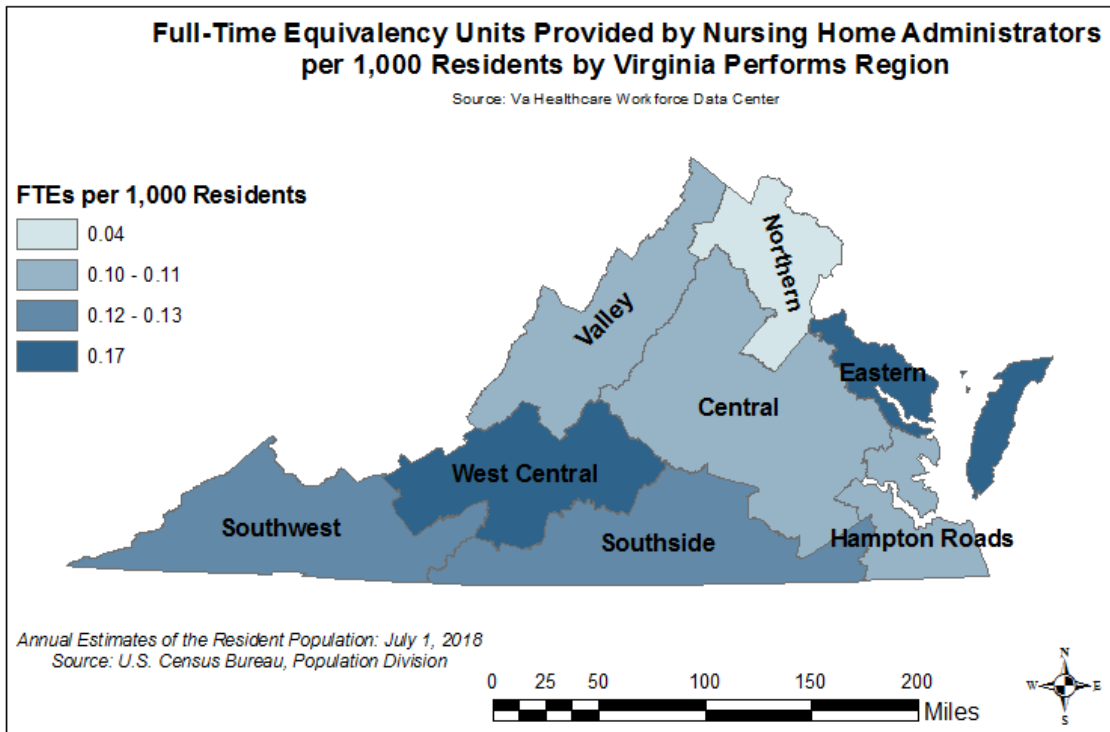 Full-Time Equivalency Units Provided by Nursing Home Administrators
per 1,000 Residents by Virginia Performs Region
Source: Va Healthcare Workforce Data Center
FTEs per 1,000 Residents
0.04
0.10 - 0.11
0.12 - 0.13
0.17
Northern
Valley
Eastern
Central
West Central
Southwest
Southside
Hampton Roads
Annual Estimates of the Resident Population: July 1, 2018
Source: U.S. Census Bureau, Population Division
0 25 50 100 150 200
Miles
N
W E
S